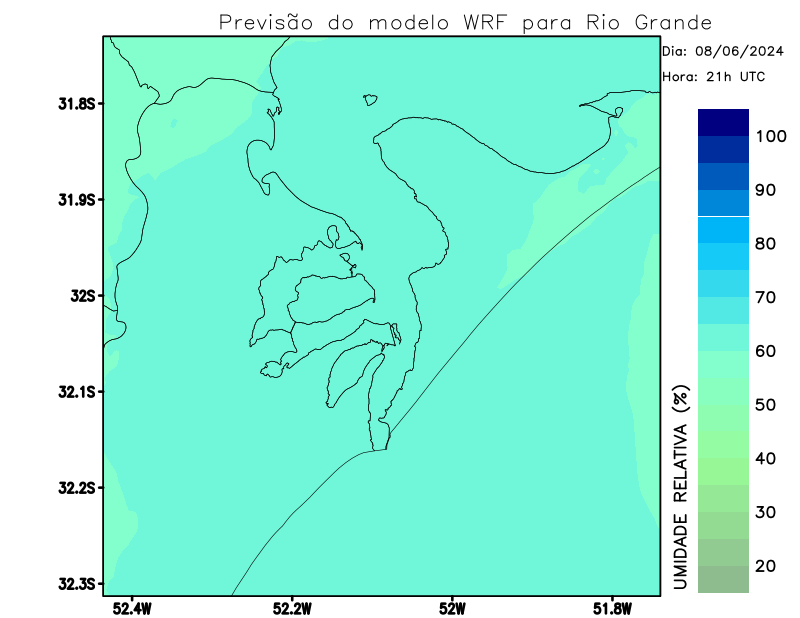 Previsão do modelo WRF para Rio Grande
Dia: 08/06/2024
Hora: 21h UTC
31.8S
31.9S
32S
32.1S
32.2S
32.3S
52.4W
52.2W
52W
51.8W
100
90
80
70
60
50
40
30
20
UMIDADE RELATIVA (%)